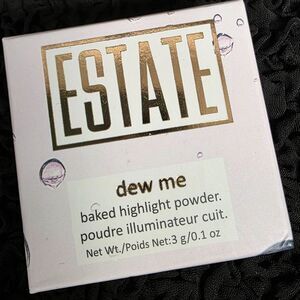 ESTATE
dew me
baked highlight powder.
poudre illuminateur cuit.
Net Wt./Poids Net:3 g/0.1 oz